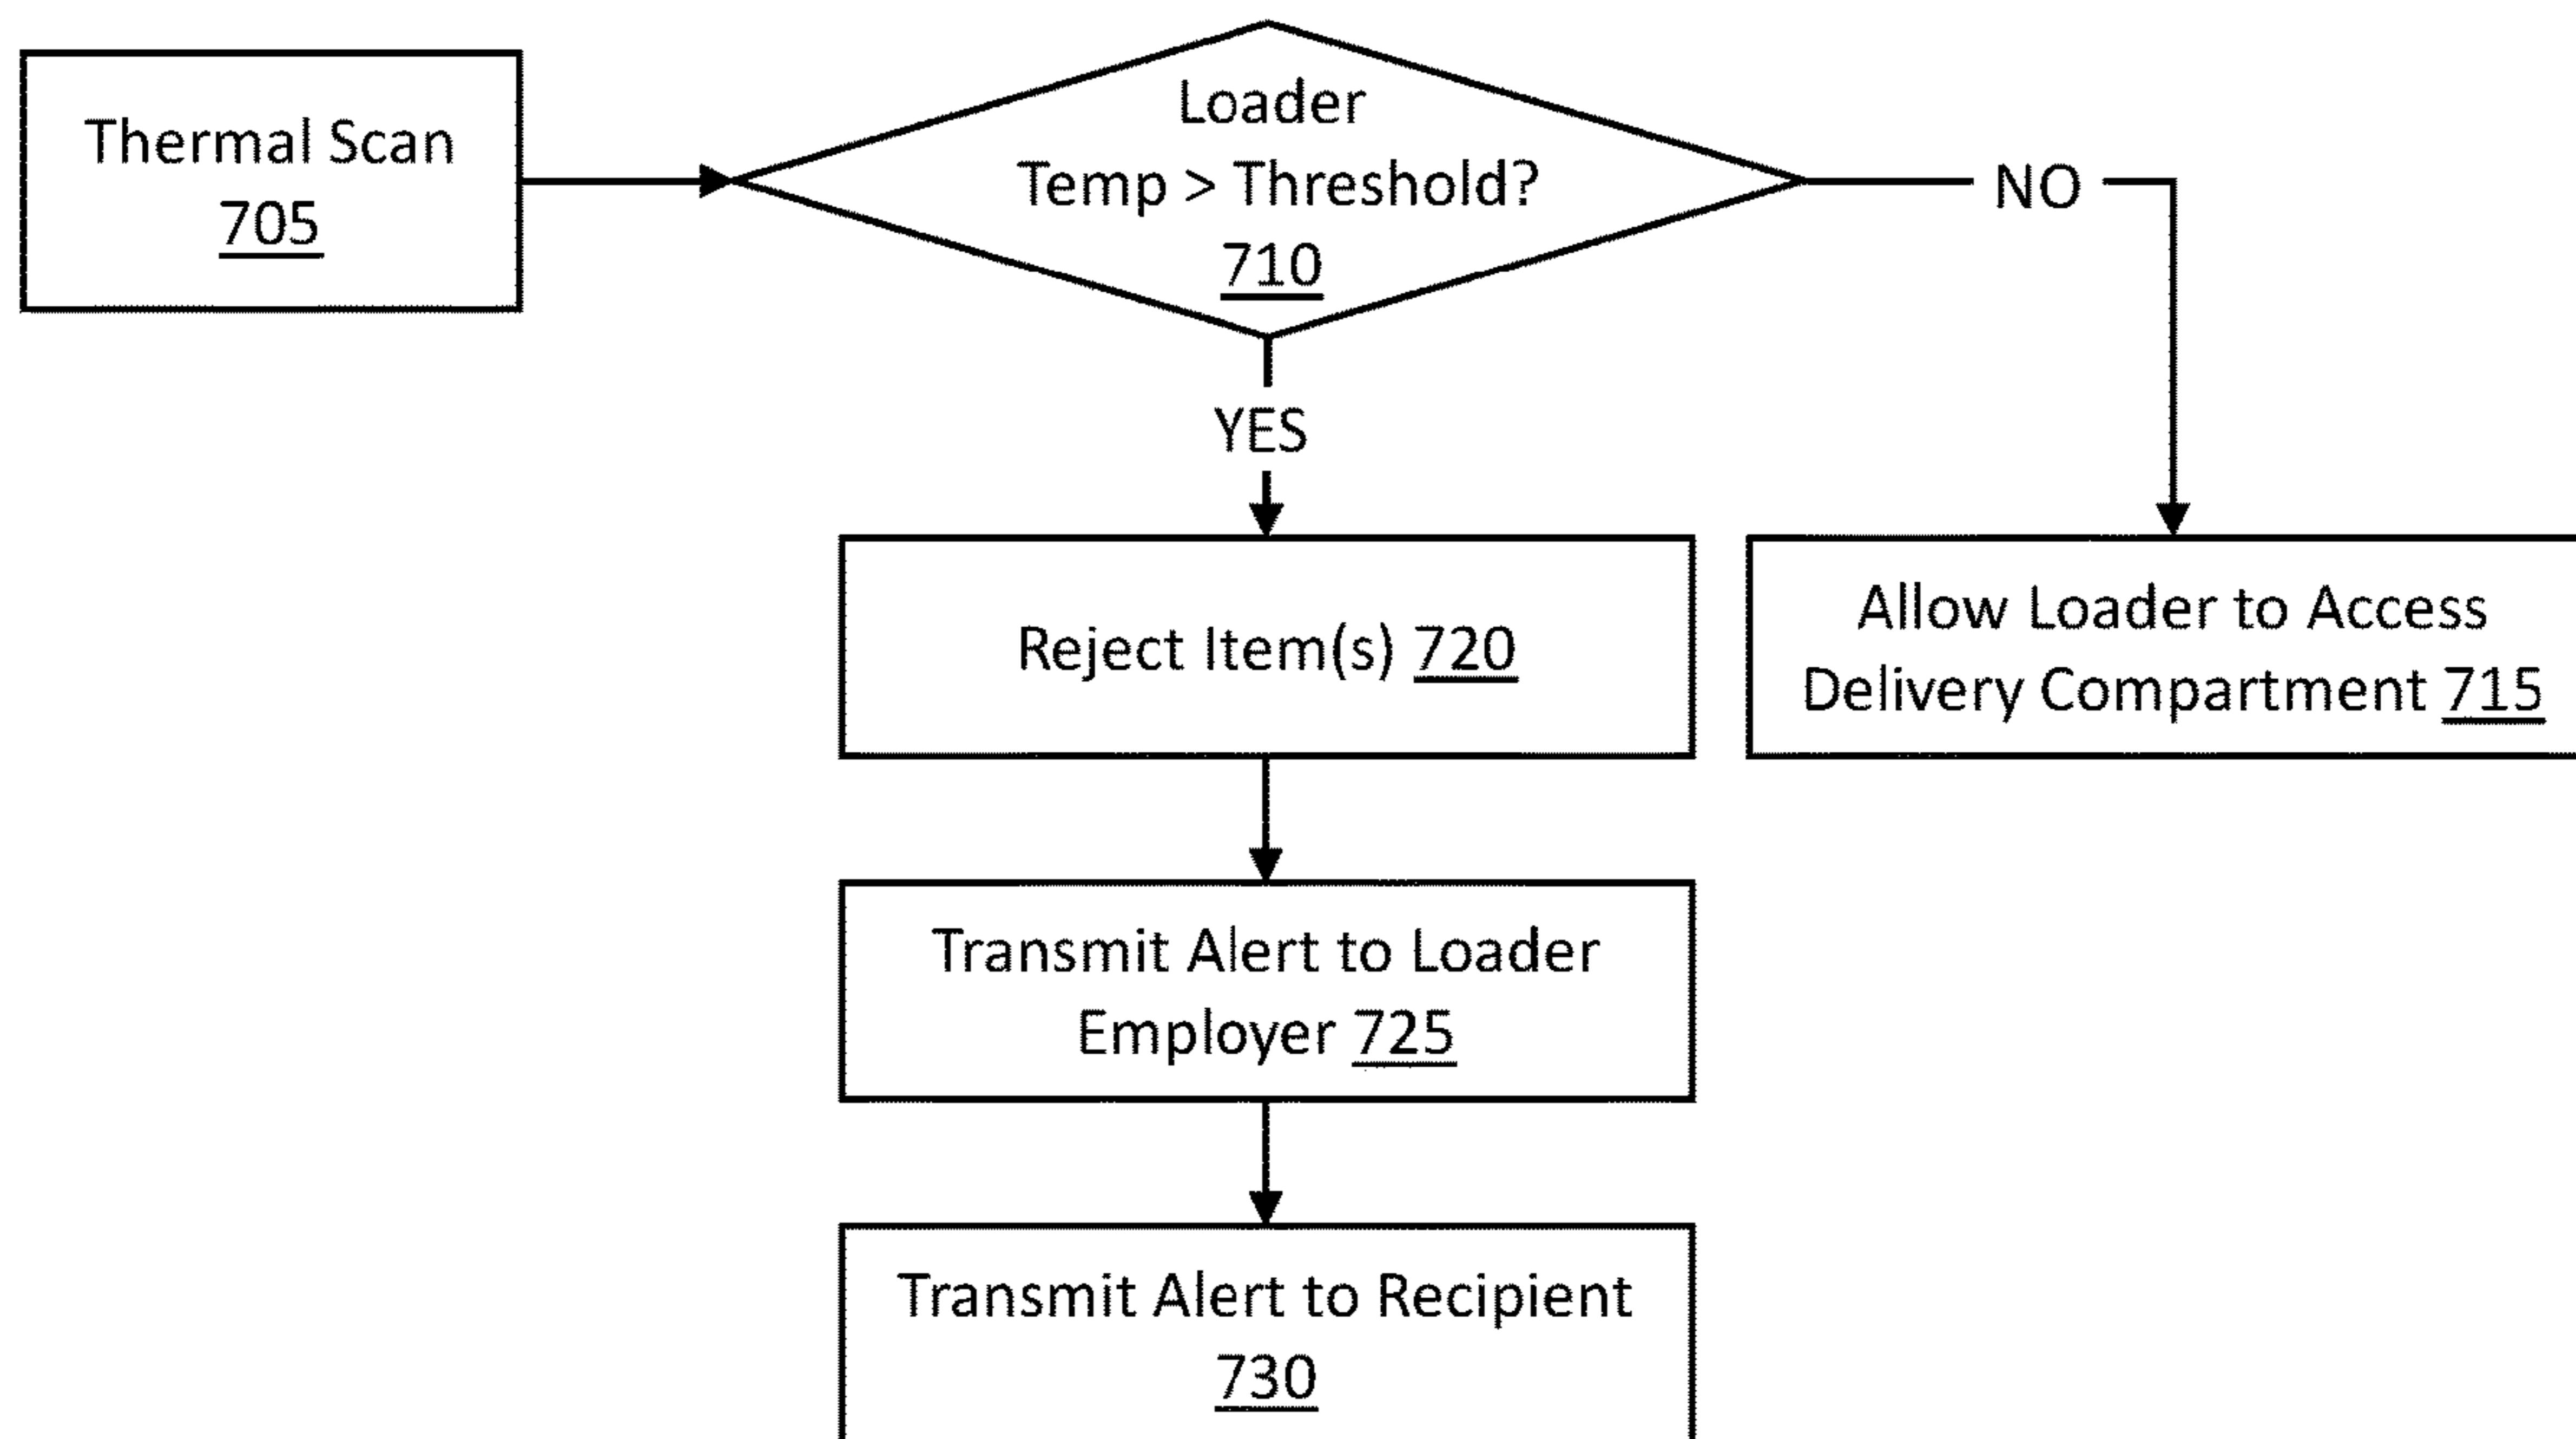 Thermal Scan
705
Loader
Temp > Threshold?
710
NO
YES
Reject Item(s) 720
Allow Loader to Access
Delivery Compartment 715
Transmit Alert to Loader
Employer 725
Transmit Alert to Recipient
730